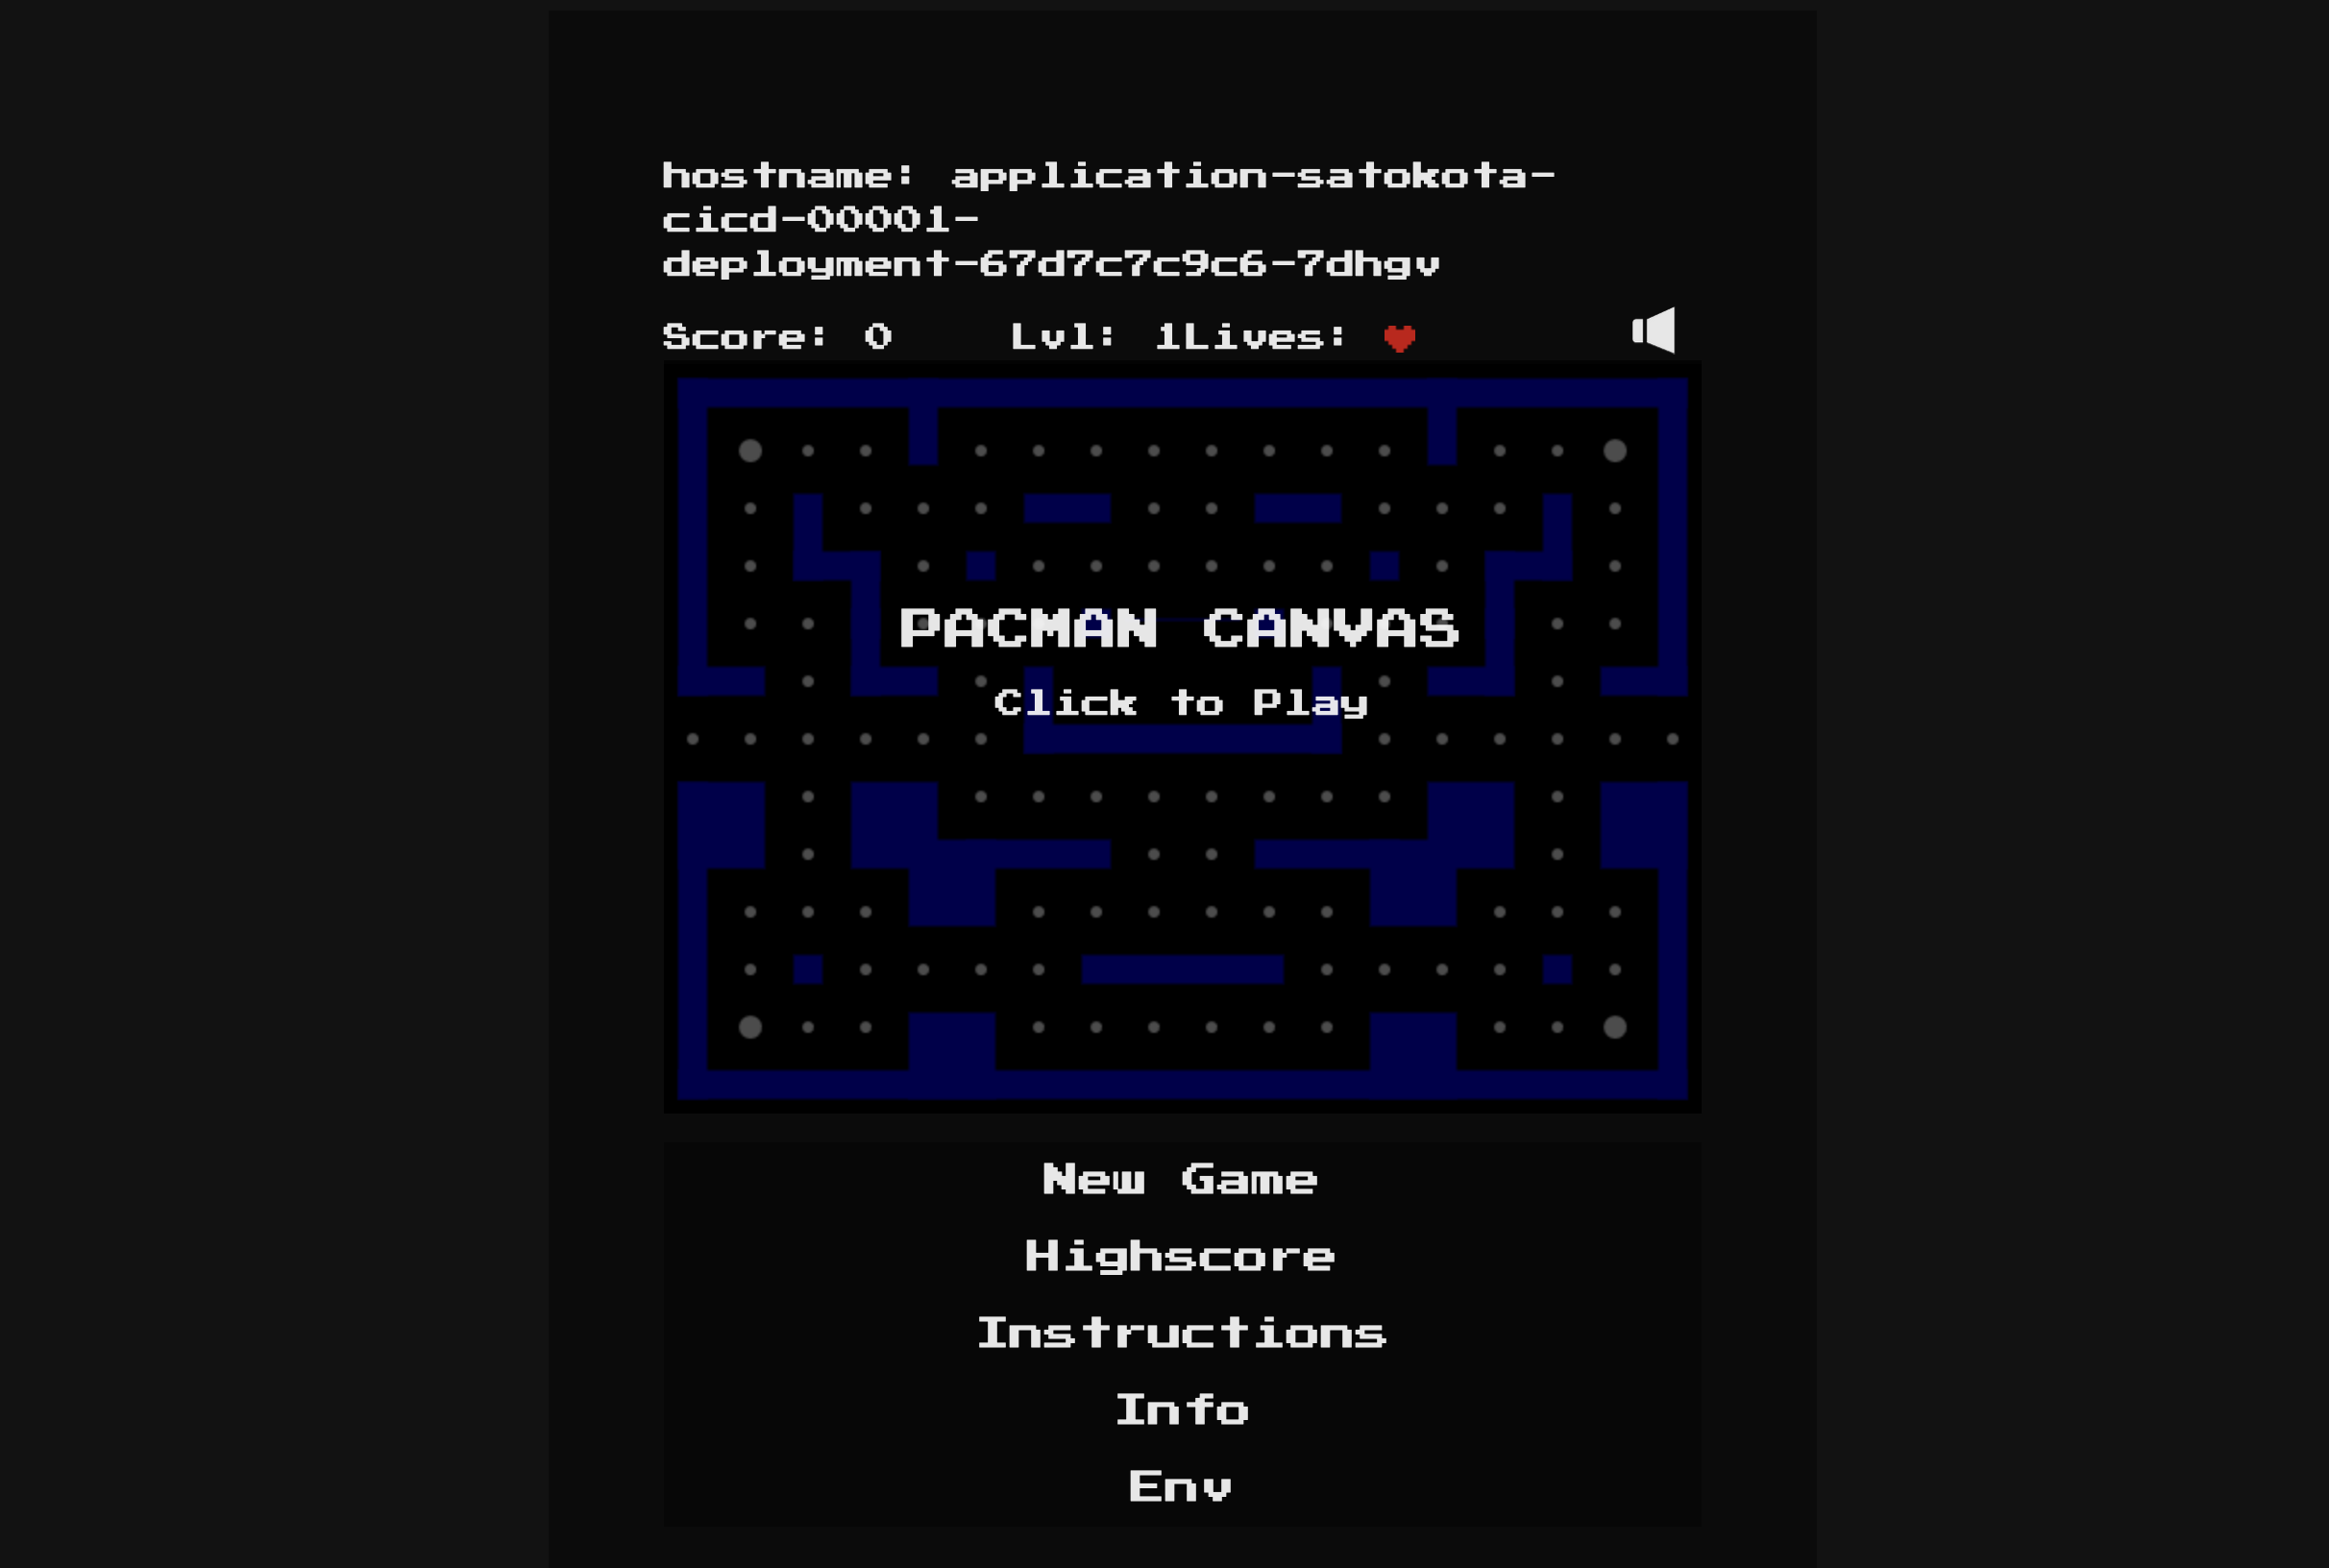 hostname: application-satokota-
cicd-00001-
deployment-67d7c7c9c6-7dhgv
Score: 0 Lvl: 1Lives:
PACMAN CANVAS
Click to Play
New Game
Highscore
Instructions
Info
Env